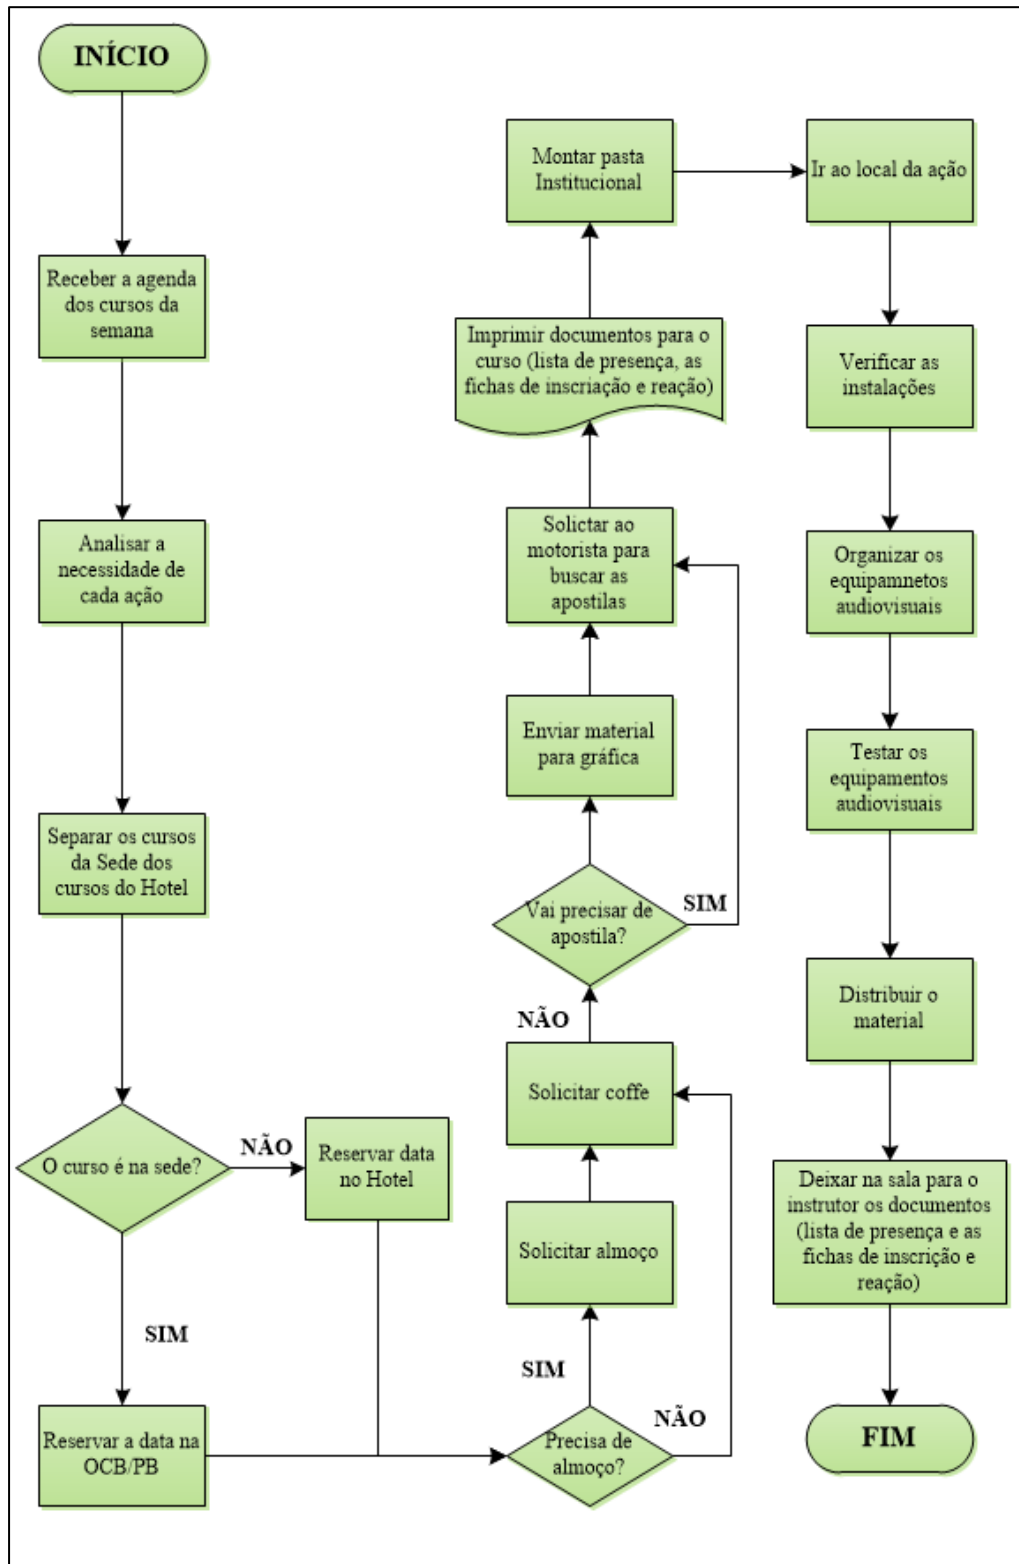 INÍCIO
Receber a agenda
dos cursos da
semana
Analisar a
necessidade de
cada ação
Separar os cursos
da Sede dos
cursos do Hotel
O curso é na sede?
NÃO
Reservar data
no Hotel
SIM
Reservar a data na
OCB/PB
Precisa de
almoço?
SIM
NÃO
Solicitar almoço
Solicitar coffe
NÃO
Vai precisar de
apostila?
SIM
Enviar material
para gráfica
Solictar ao
motorista para
buscar as
apostilas
Imprimir documentos para o
curso (lista de presença, as
fichas de inscriação e reação)
Montar pasta
Institucional
Ir ao local da ação
Verificar as
instalações
Organizar os
equipamnetos
audiovisuais
Testar os
equipamentos
audiovisuais
Distribuir o
material
Deixar na sala para o
instrutor os documentos
(lista de presença e as
fichas de inscrição e
reação)
FIM